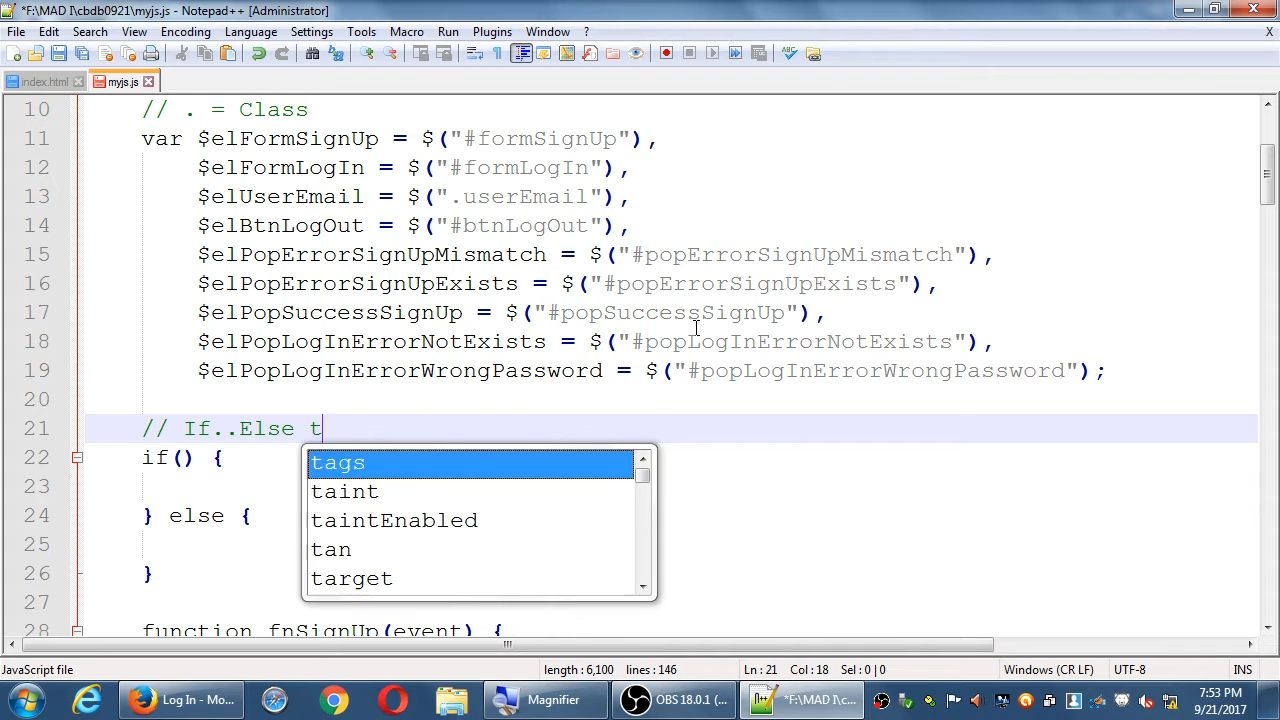 *F:\MAD I\cbdb0921\myjs.js - Notepad++ [Administrator]
File Edit Search View Encoding Language Settings Tools Macro Run Plugins Window ? X
index.html myjs.js
10 // . = Class
11 var $elFormSignUp = $("#formSignUp"),
12 $elFormLogIn = $("#formLogIn"),
13 $elUserEmail = $(".userEmail"),
14 $elBtnLogOut = $("#btnLogOut"),
15 $elPopErrorSignUpMismatch = $("#popErrorSignUpMismatch"),
16 $elPopErrorSignUpExists = $("#popErrorSignUpExists"),
17 $elPopSuccessSignUp = $("#popSuccessSignUp"),
18 $elPopLogInErrorNotExists = $("#popLogInErrorNotExists"),
19 $elPopLogInErrorWrongPassword = $("#popLogInErrorWrongPassword");
20
21 // If..Else t
22 if() {
tags
23
taint
24 } else {
taintEnabled
25
tan
26 }
target
27
28 function fnSignUp(event) {
JavaScript file length : 6,100 lines : 146 Ln : 21 Col : 18 Sel : 0 | 0 Windows (CR LF) UTF-8 INS
Log In - Mo... Magnifier OBS 18.0.1 (... *F:\MAD I\c... 7:53 PM
9/21/2017